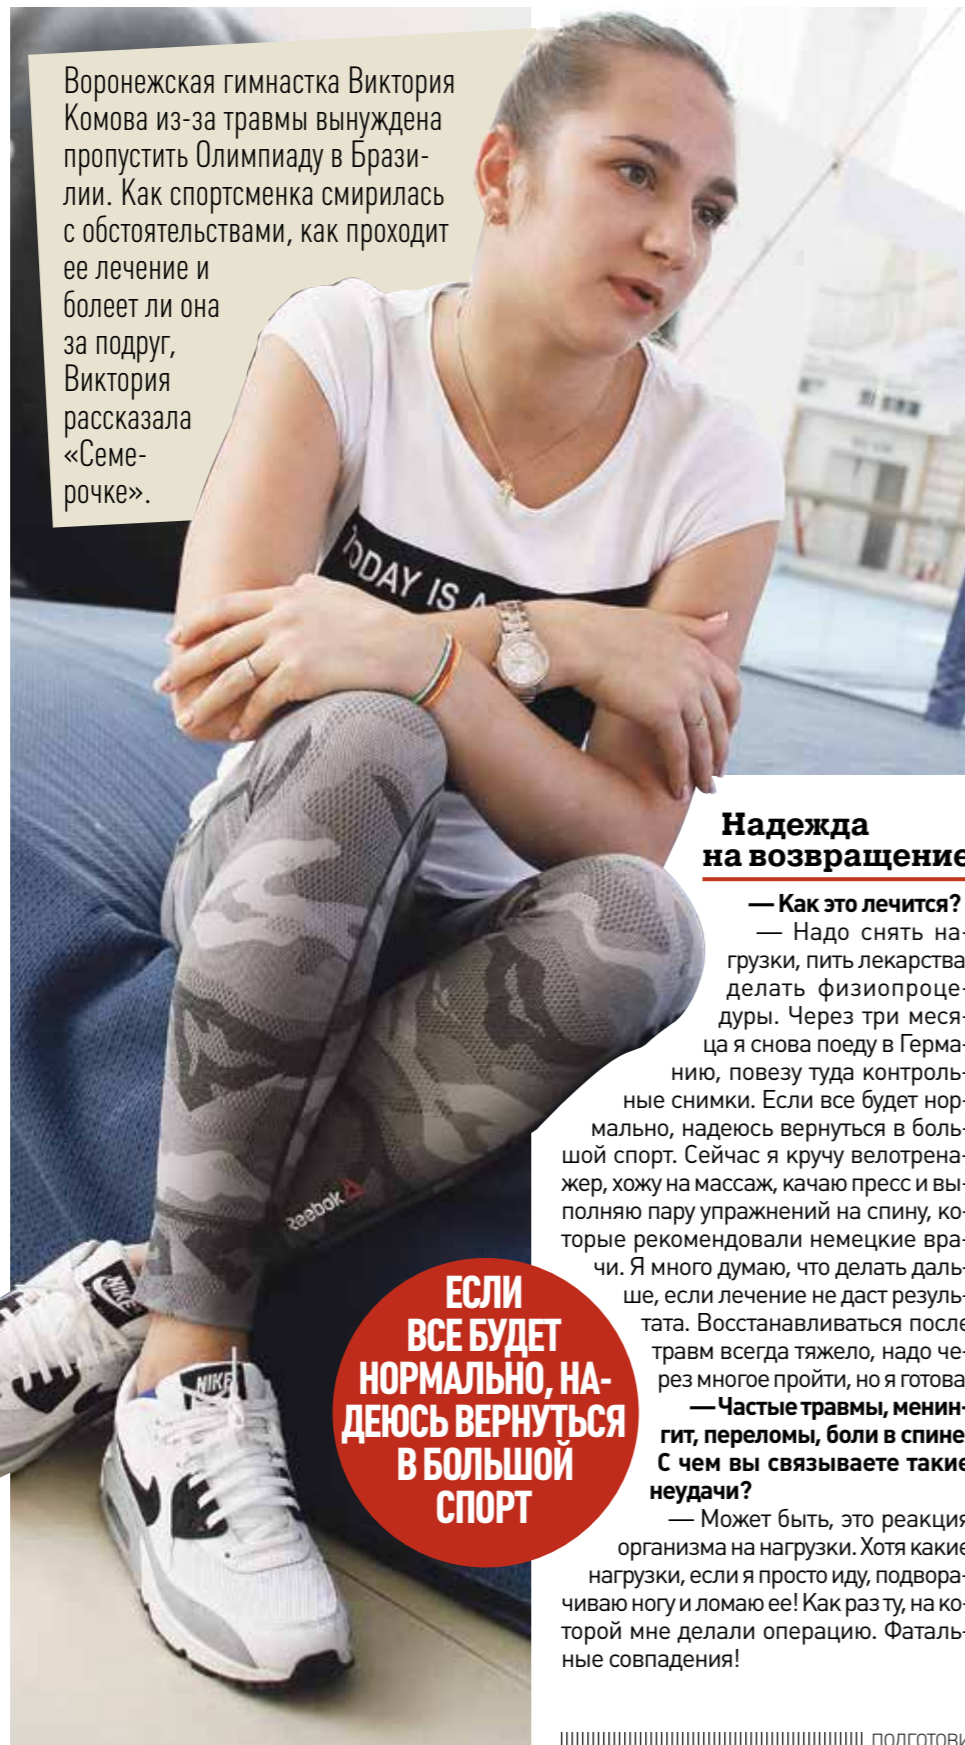 Воронежская гимнастка Виктория
Комова из-за травмы вынуждена
пропустить Олимпиаду в Брази-
лии. Как спортсменка смирилась
с обстоятельствами, как проходит
ее лечение и
болеет ли она
за подруг,
Виктория
рассказала
«Семе-
рочке».
TODAY IS A
Reebok
NIKE
NIKE
ЕСЛИ
ВСЕ БУДЕТ
НОРМАЛЬНО, НА-
ДЕЮСЬ ВЕРНУТЬСЯ
В БОЛЬШОЙ
СПОРТ
Надежда
на возвращение
— Как это лечится?
— Надо снять на-
грузки, пить лекарства
делать физиопроце-
дуры. Через три меся-
ца я снова поеду в Герма-
нию, повезу туда контроль-
ные снимки. Если все будет нор-
мально, надеюсь вернуться в боль-
шой спорт. Сейчас я кручу велотрена-
жер, хожу на массаж, качаю пресс и вы-
полняю пару упражнений на спину, ко-
торые рекомендовали немецкие вра-
чи. Я много думаю, что делать даль-
ше, если лечение не даст резуль-
тата. Восстанавливаться после
травм всегда тяжело, надо че-
рез многое пройти, но я готова
— Частые травмы, менин-
гит, переломы, боли в спине
С чем вы связываете такие
неудачи?
— Может быть, это реакция
организма на нагрузки. Хотя какие
нагрузки, если я просто иду, подвора-
чиваю ногу и ломаю ее! Как раз ту, на ко-
торой мне делали операцию. Фаталь-
ные совпадения!